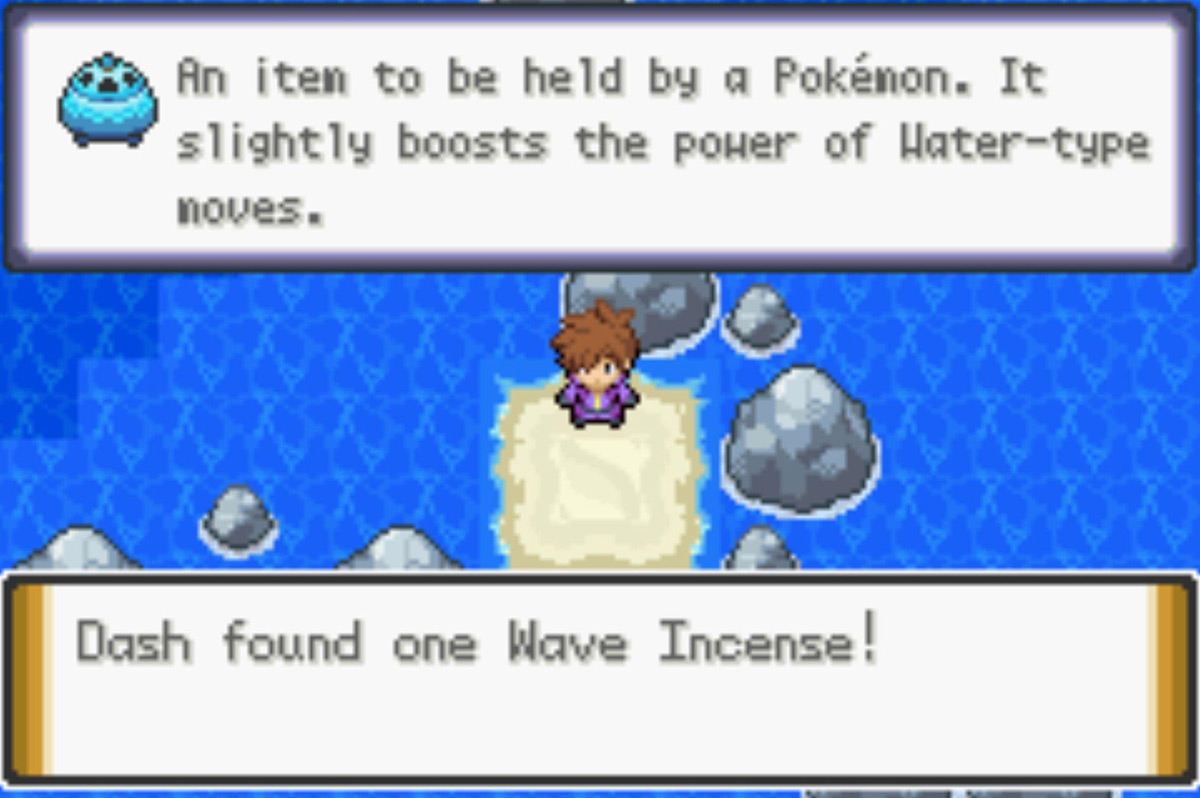 An item to be held by a Pokémon. It
slightly boosts the power of Water-type
moves.
Dash found one Wave Incense!